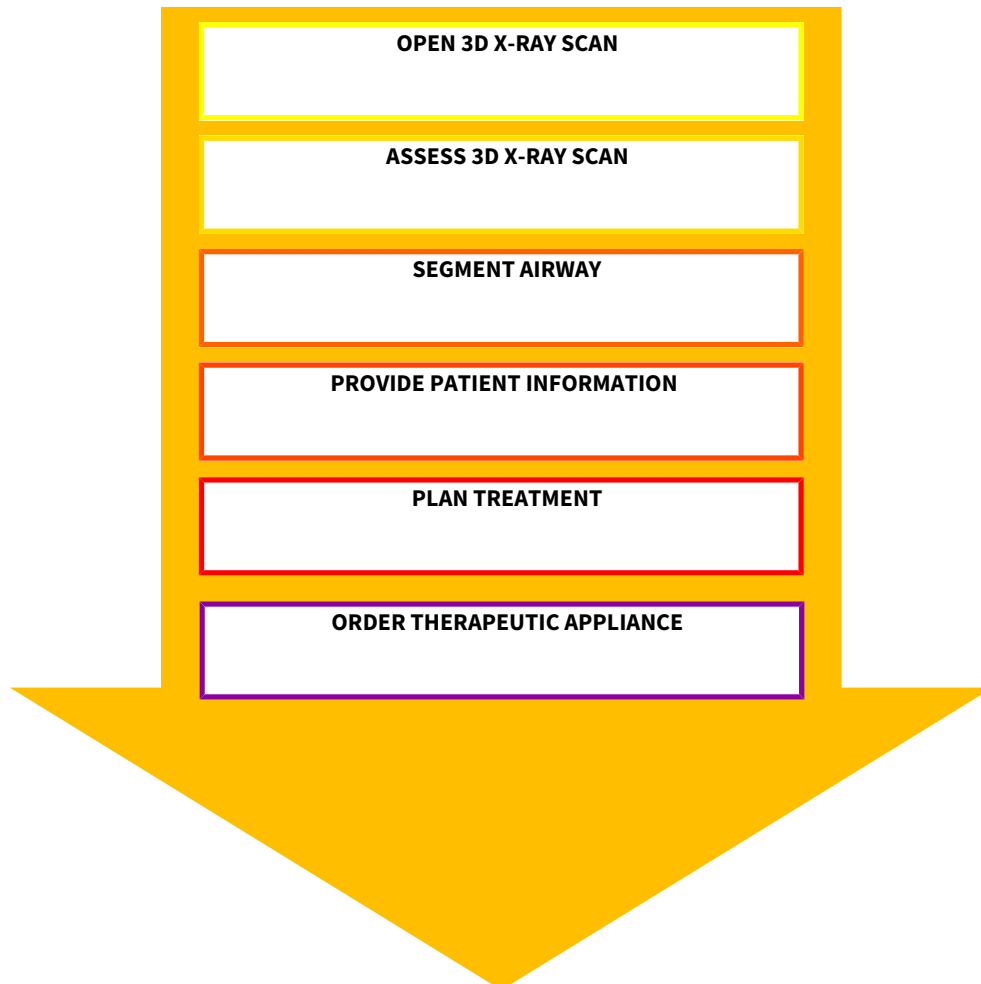 OPEN 3D X-RAY SCAN
ASSESS 3D X-RAY SCAN
SEGMENT AIRWAY
PROVIDE PATIENT INFORMATION
PLAN TREATMENT
ORDER THERAPEUTIC APPLIANCE